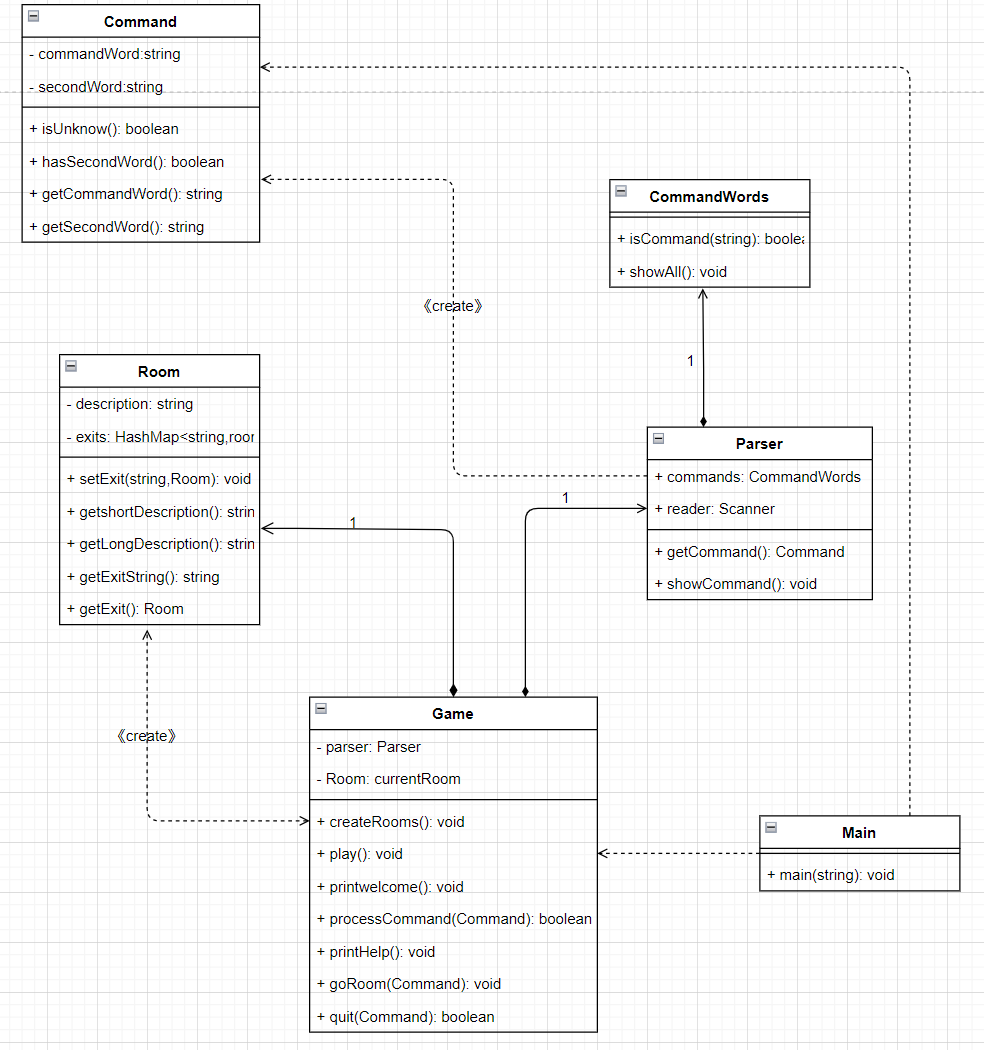 Command
- commandWord:string
- secondWord:string
+ isUnknow(): boolean
+ hasSecondWord(): boolean
+ getCommandWord(): string
+ getSecondWord(): string
CommandWords
+ isCommand(string): boolea
+ showAll(): void
《create》
1
Room
- description: string
- exits: HashMap<string,roor
+ setExit(string,Room): void
+ getshortDescription(): strin
+ getLongDescription(): strin
+ getExitString(): string
+ getExit(): Room
Parser
+ commands: CommandWords
+ reader: Scanner
+ getCommand(): Command
+ showCommand(): void
1
1
《create》
Game
- parser: Parser
- Room: currentRoom
+ createRooms(): void
+ play(): void
+ printwelcome(): void
+ processCommand(Command): boolean
+ printHelp(): void
+ goRoom(Command): void
+ quit(Command): boolean
Main
+ main(string): void